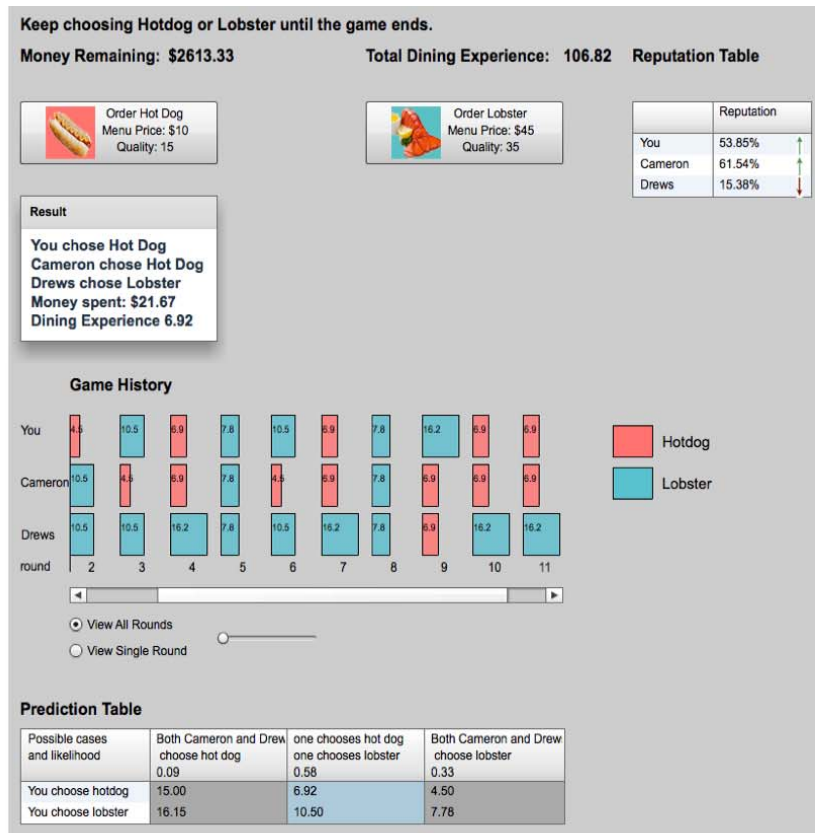 Keep choosing Hotdog or Lobster until the game ends.
Money Remaining: $2613.33
Total Dining Experience: 106.82
Reputation Table
Order Hot Dog
Menu Price: $10
Quality: 15
Order Lobster
Menu Price: $45
Quality: 35
Reputation
You 53.85%
Cameron 61.54%
Drews 15.38%
Result
You chose Hot Dog
Cameron chose Hot Dog
Drews chose Lobster
Money spent: $21.67
Dining Experience 6.92
Game History
You 4.5 10.5 6.9 7.8 10.5 6.9 7.8 16.2 6.9 6.9
Hotdog
Cameron 10.5 4.5 6.9 7.8 4.5 6.9 7.8 6.9 6.9 6.9
Lobster
Drews 10.5 10.5 16.2 7.8 10.5 16.2 7.8 6.9 16.2 16.2
round 2 3 4 5 6 7 8 9 10 11
View All Rounds
View Single Round
Prediction Table
Possible cases Both Cameron and Drew one chooses hot dog Both Cameron and Drew
and likelihood choose hot dog one chooses lobster choose lobster
0.09 0.58 0.33
You choose hotdog 15.00 6.92 4.50
You choose lobster 16.15 10.50 7.78